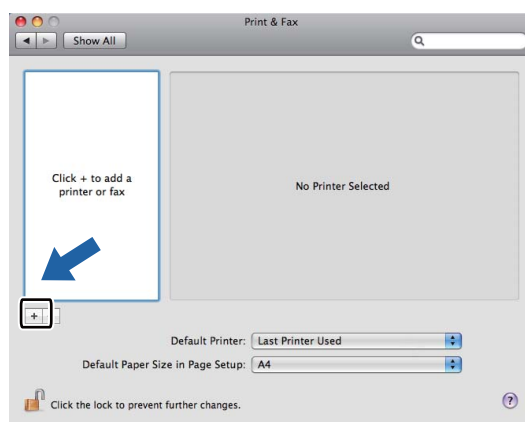 Print & Fax
Show All
Click + to add a
printer or fax
No Printer Selected
+
Default Printer: Last Printer Used
Default Paper Size in Page Setup: A4
Click the lock to prevent further changes.
?